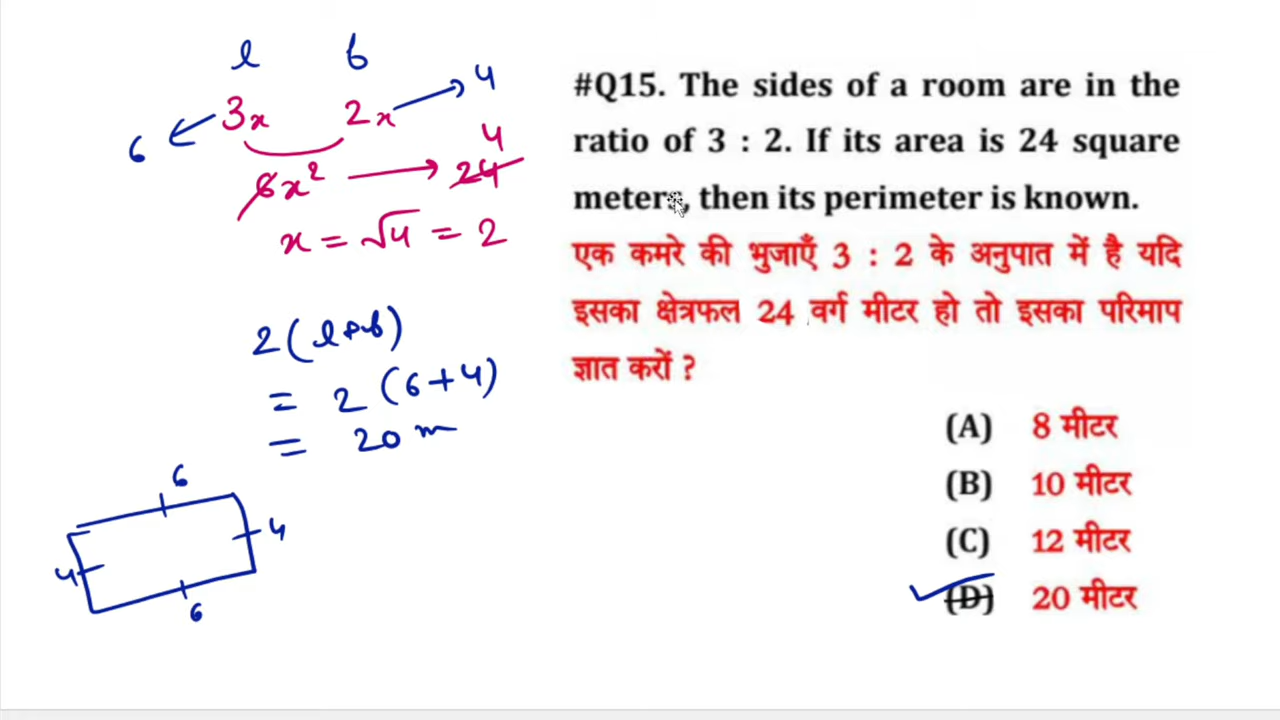 l b
3x 2x 4
6
4
6x² 24
x = √4 = 2
2(l+b)
= 2 (6+4)
= 20 m
6
4
4
6
#Q15. The sides of a room are in the
ratio of 3 : 2. If its area is 24 square
meters, then its perimeter is known.
एक कमरे की भुजाएँ 3 : 2 के अनुपात में है यदि
इसका क्षेत्रफल 24 वर्ग मीटर हो तो इसका परिमाप
ज्ञात करों ?
(A) 8 मीटर
(B) 10 मीटर
(C) 12 मीटर
(D) 20 मीटर